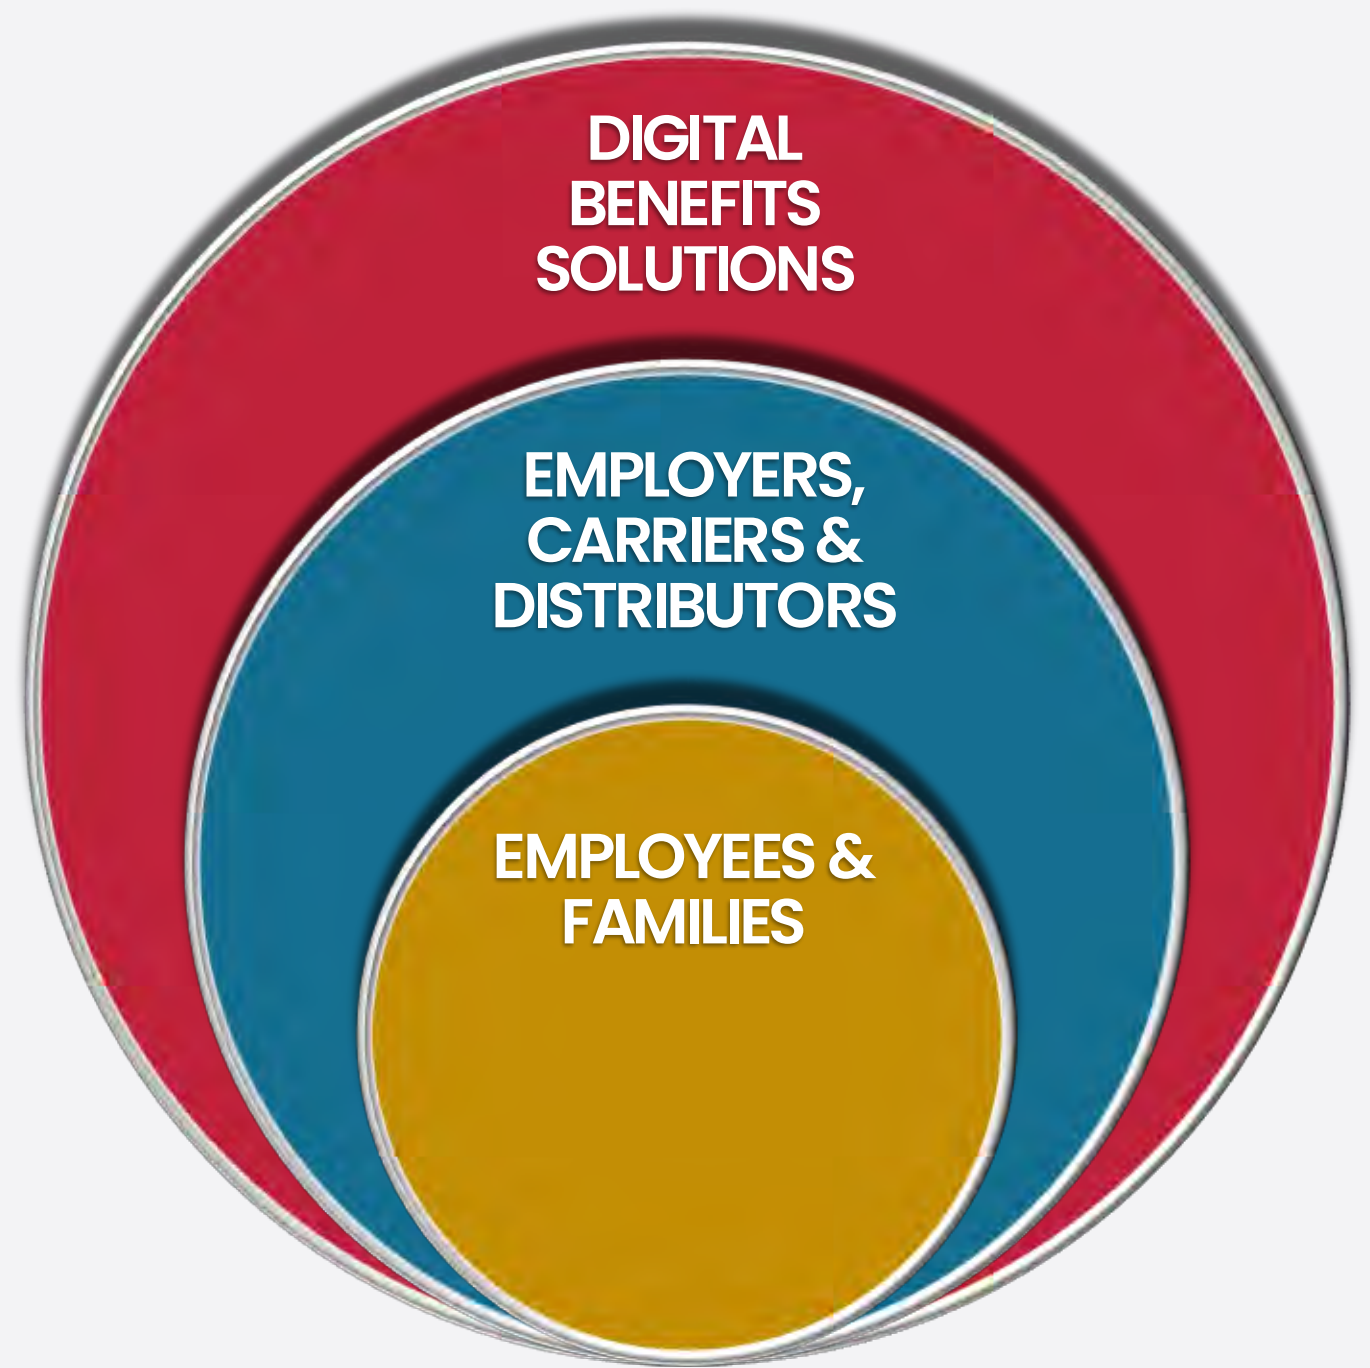 DIGITAL
BENEFITS
SOLUTIONS
EMPLOYERS,
CARRIERS &
DISTRIBUTORS
EMPLOYEES &
FAMILIES